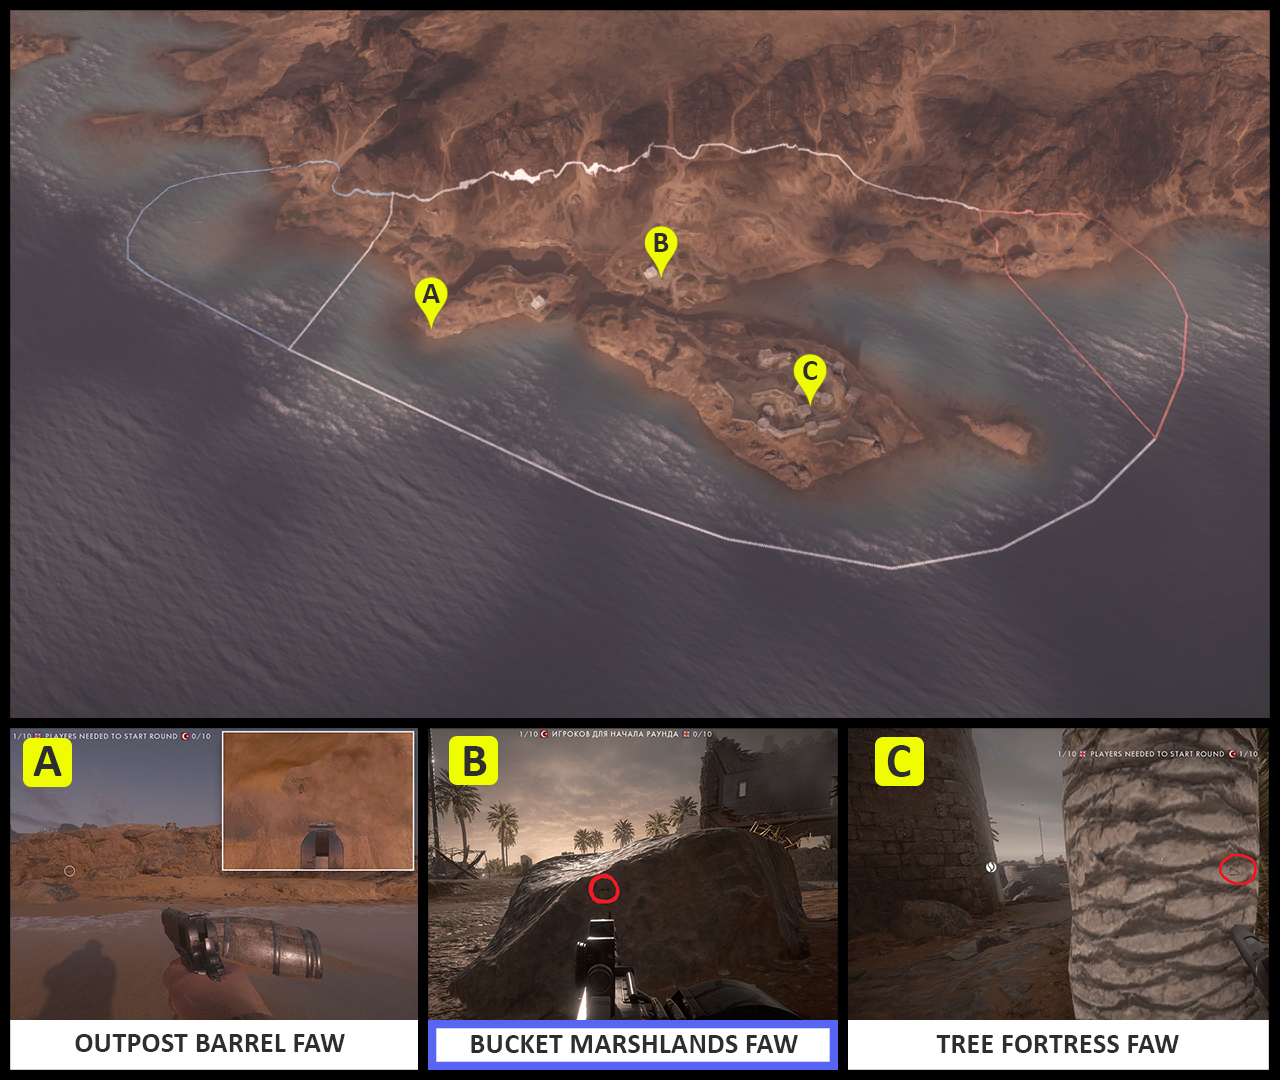 B
A
C
A
1/10 PLAYERS NEEDED TO START ROUND 0/10
B
1/10 ИГРОКОВ ДЛЯ НАЧАЛА РАУНДА 0/10
C
1/10 PLAYERS NEEDED TO START ROUND 1/10
OUTPOST BARREL FAW
BUCKET MARSHLANDS FAW
TREE FORTRESS FAW